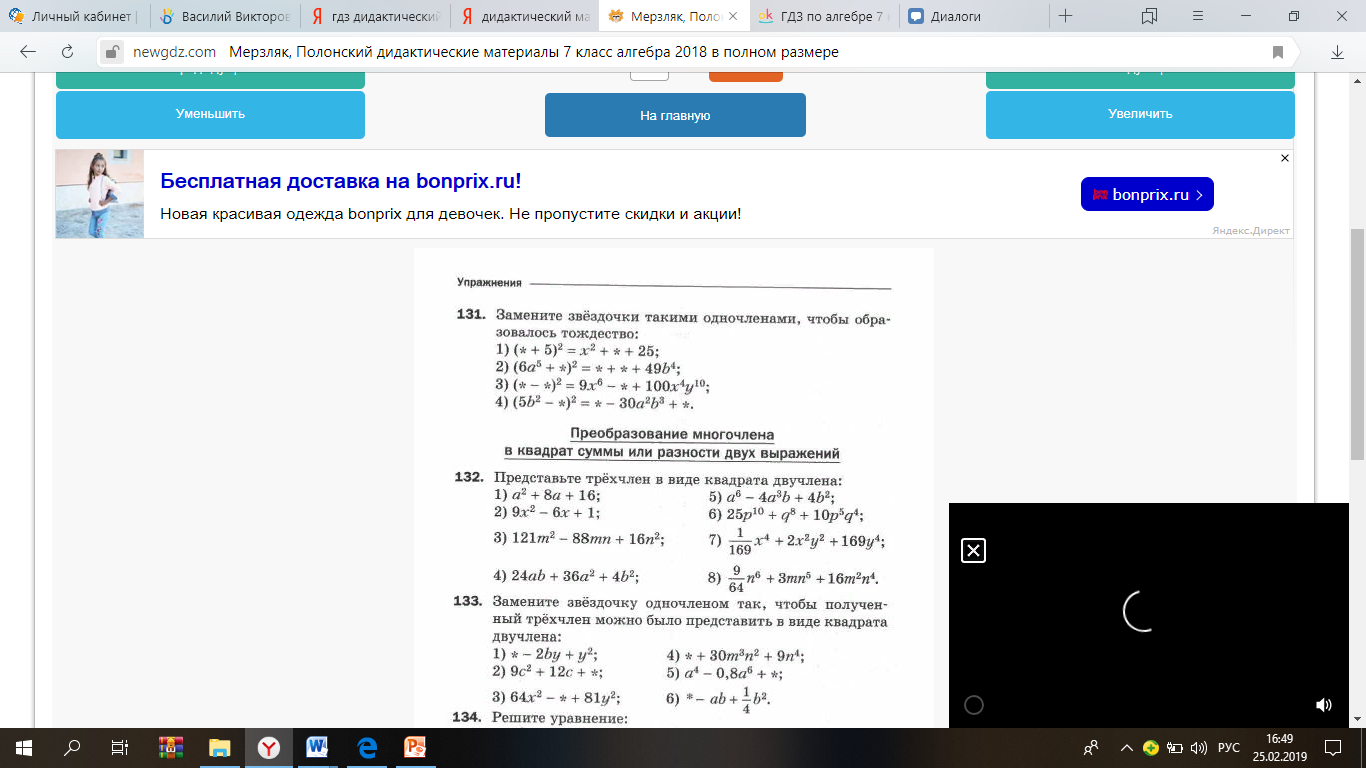 Личный кабинет
Василий Викторов
гдз дидактический
дидактический ма
Мерзляк, Поло
ГДЗ по алгебре 7
Диалоги
newgdz.com Мерзляк, Полонский дидактические материалы 7 класс алгебра 2018 в полном размере
Уменьшить
На главную
Увеличить
Бесплатная доставка на bonprix.ru!
Новая красивая одежда bonprix для девочек. Не пропустите скидки и акции!
bonprix.ru
Яндекс.Директ
Упражнения
131. Замените звёздочки такими одночленами, чтобы обра-
зовалось тождество:
1) (* + 5)² = x² + * + 25;
2) (6a⁵ + *)² = * + * + 49b⁴;
3) (* − *)² = 9x⁶ − * + 100x⁴y¹⁰;
4) (5b² − *)² = * − 30a²b³ + *.
Преобразование многочлена
в квадрат суммы или разности двух выражений
132. Представьте трёхчлен в виде квадрата двучлена:
1) a² + 8a + 16; 5) a⁶ − 4a³b + 4b²;
2) 9x² − 6x + 1; 6) 25p¹⁰ + q⁸ + 10p⁵q⁴;
3) 121m² − 88mn + 16n²; 7) 1/169 x⁴ + 2x²y² + 169y⁴;
4) 24ab + 36a² + 4b²; 8) 9/64 n⁶ + 3mn⁵ + 16m²n⁴.
133. Замените звёздочку одночленом так, чтобы получен-
ный трёхчлен можно было представить в виде квадрата
двучлена:
1) * − 2by + y²; 4) * + 30m³n² + 9n⁴;
2) 9c² + 12c + *; 5) a⁴ − 0,8a⁶ + *;
3) 64x² − * + 81y²; 6) * − ab + 1/4 b².
134. Решите уравнение:
РУС
16:49
25.02.2019